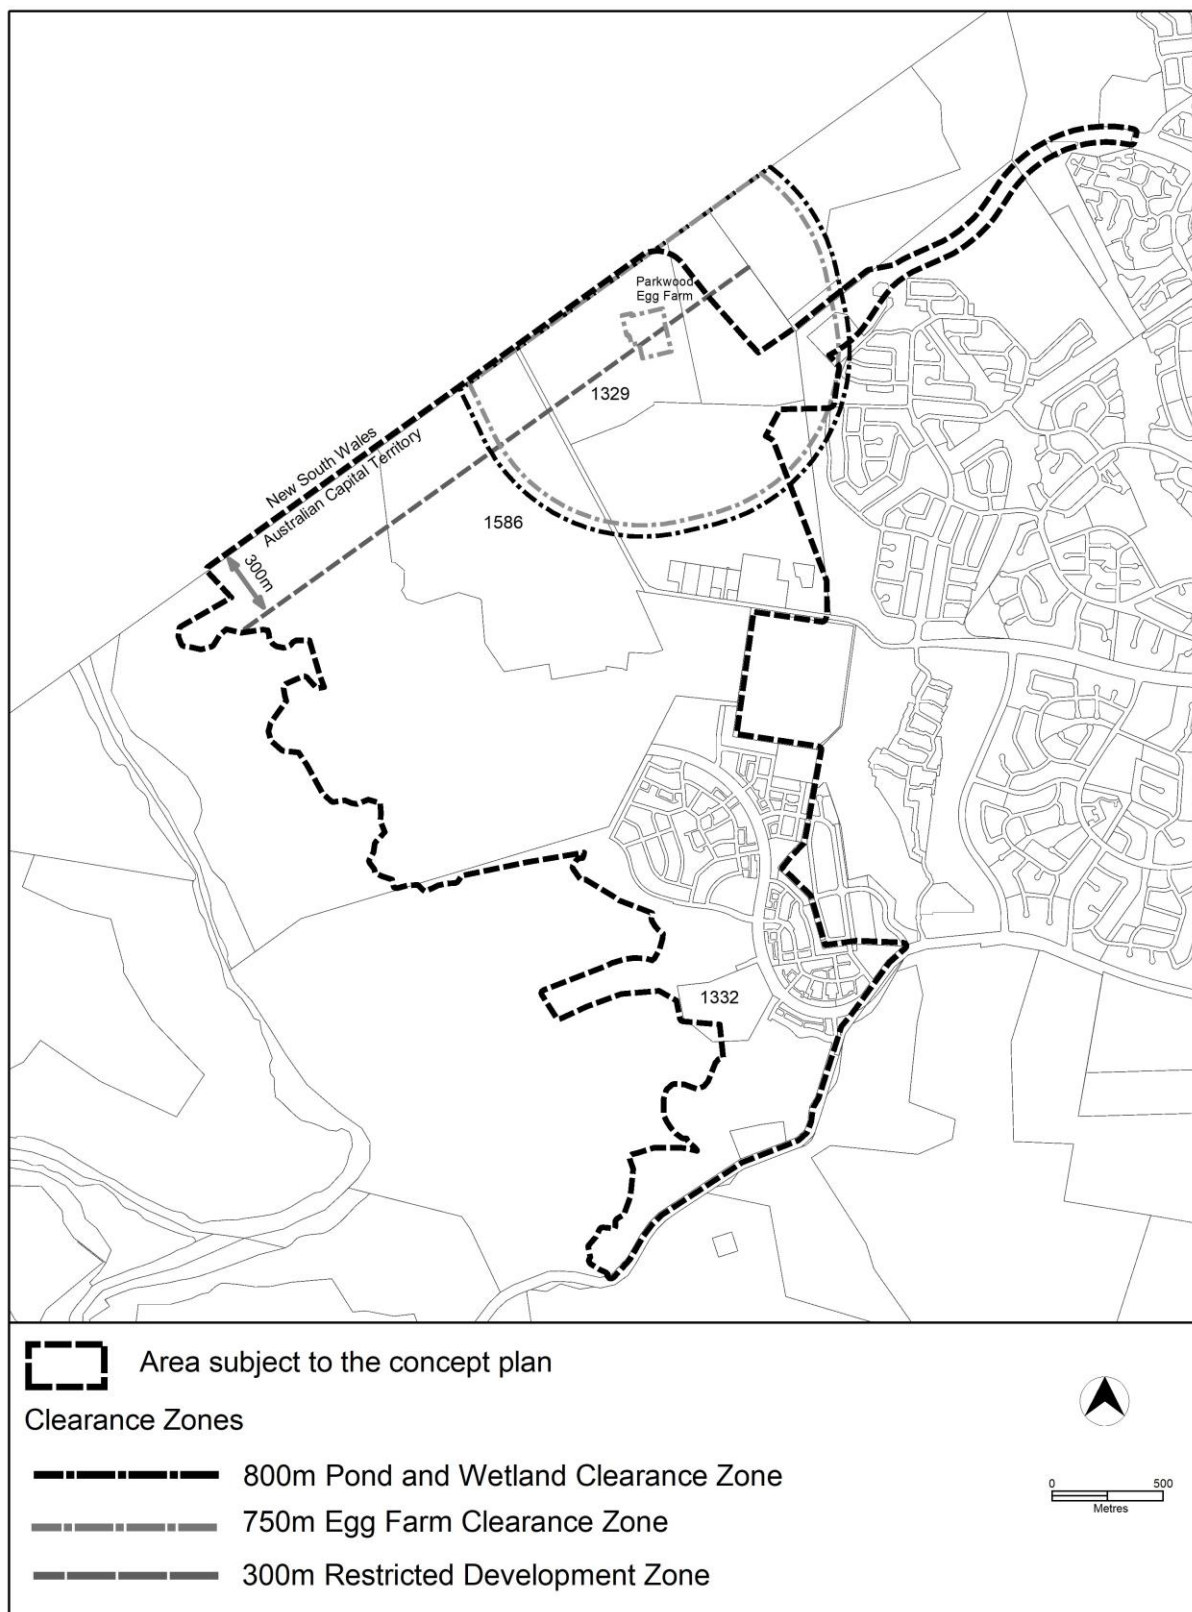 Parkwood
Egg Farm
1329
New South Wales
Australian Capital Territory
1586
300m
1332
Area subject to the concept plan
Clearance Zones
800m Pond and Wetland Clearance Zone
0 500
Metres
750m Egg Farm Clearance Zone
300m Restricted Development Zone